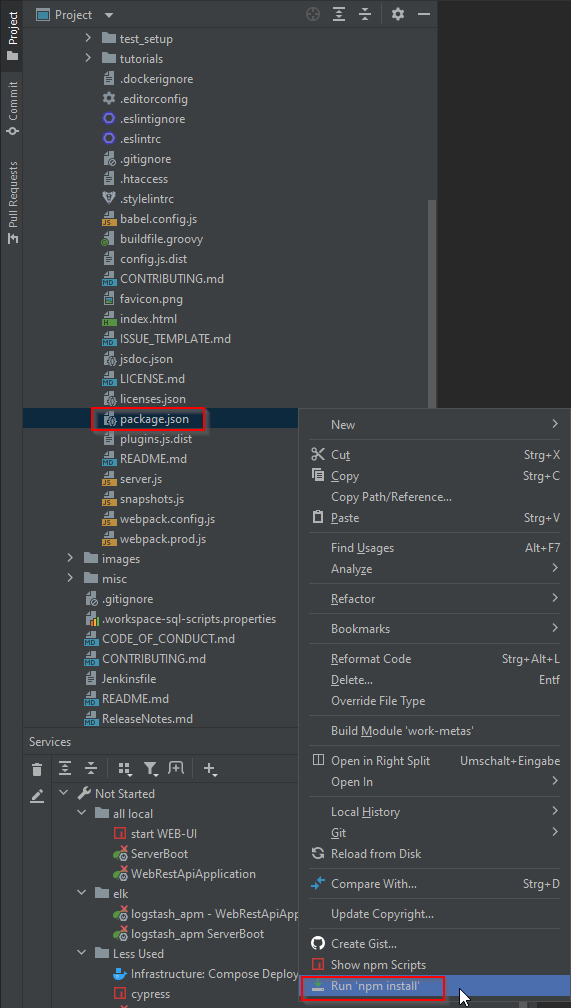 Project
Project
Commit
Pull Requests
test_setup
tutorials
.dockerignore
.editorconfig
.eslintignore
.eslintrc
.gitignore
.htaccess
.stylelintrc
babel.config.js
buildfile.groovy
config.js.dist
CONTRIBUTING.md
favicon.png
index.html
ISSUE_TEMPLATE.md
jsdoc.json
LICENSE.md
licenses.json
package.json
plugins.js.dist
README.md
server.js
snapshots.js
webpack.config.js
webpack.prod.js
images
misc
.gitignore
.workspace-sql-scripts.properties
CODE_OF_CONDUCT.md
CONTRIBUTING.md
Jenkinsfile
README.md
ReleaseNotes.md
New
Cut Strg+X
Copy Strg+C
Copy Path/Reference...
Paste Strg+V
Find Usages Alt+F7
Analyze
Refactor
Bookmarks
Reformat Code Strg+Alt+L
Delete... Entf
Override File Type
Build Module 'work-metas'
Open in Right Split Umschalt+Eingabe
Open In
Local History
Git
Reload from Disk
Compare With... Strg+D
Update Copyright...
Create Gist...
Show npm Scripts
Run 'npm install'
Services
Not Started
all local
start WEB-UI
ServerBoot
WebRestApiApplication
elk
logstash_apm - WebRestApiApp
logstash_apm ServerBoot
Less Used
Infrastructure: Compose Deploy
cypress